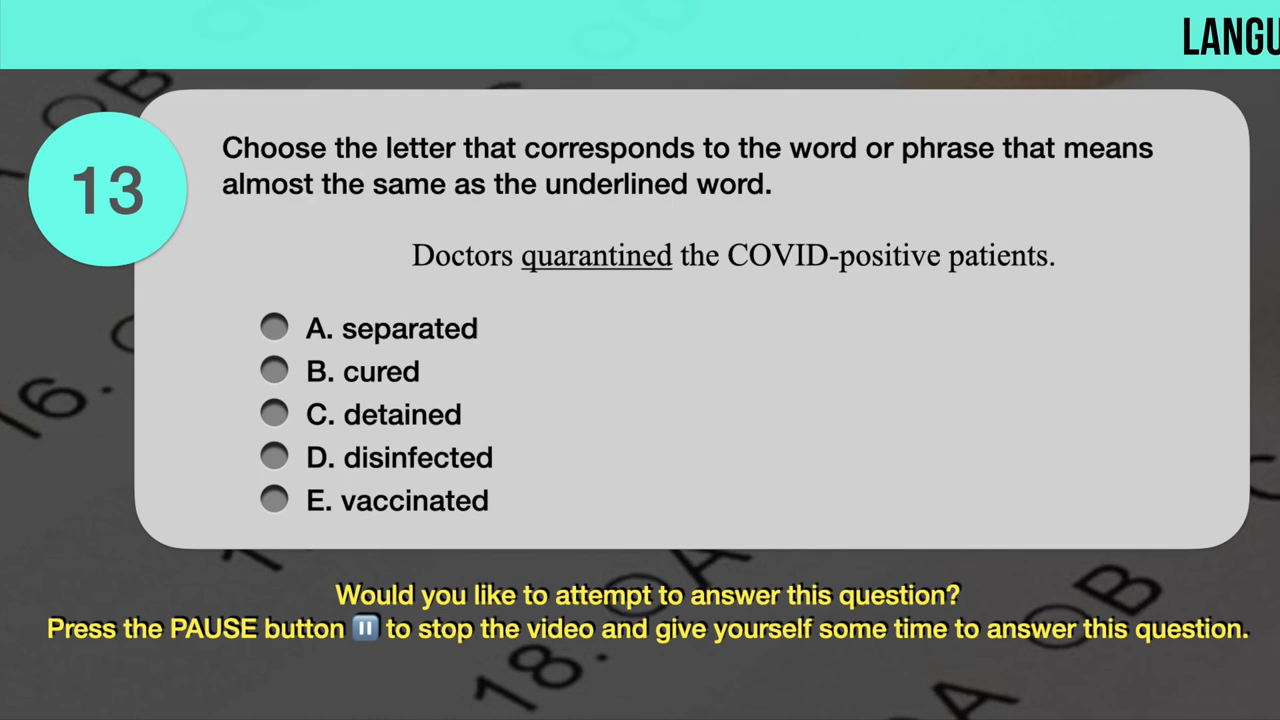 LANGU
13
Choose the letter that corresponds to the word or phrase that means
almost the same as the underlined word.
Doctors quarantined the COVID-positive patients.
A. separated
B. cured
C. detained
D. disinfected
E. vaccinated
16.
18.
A
B
Would you like to attempt to answer this question?
Press the PAUSE button ⏸ to stop the video and give yourself some time to answer this question.